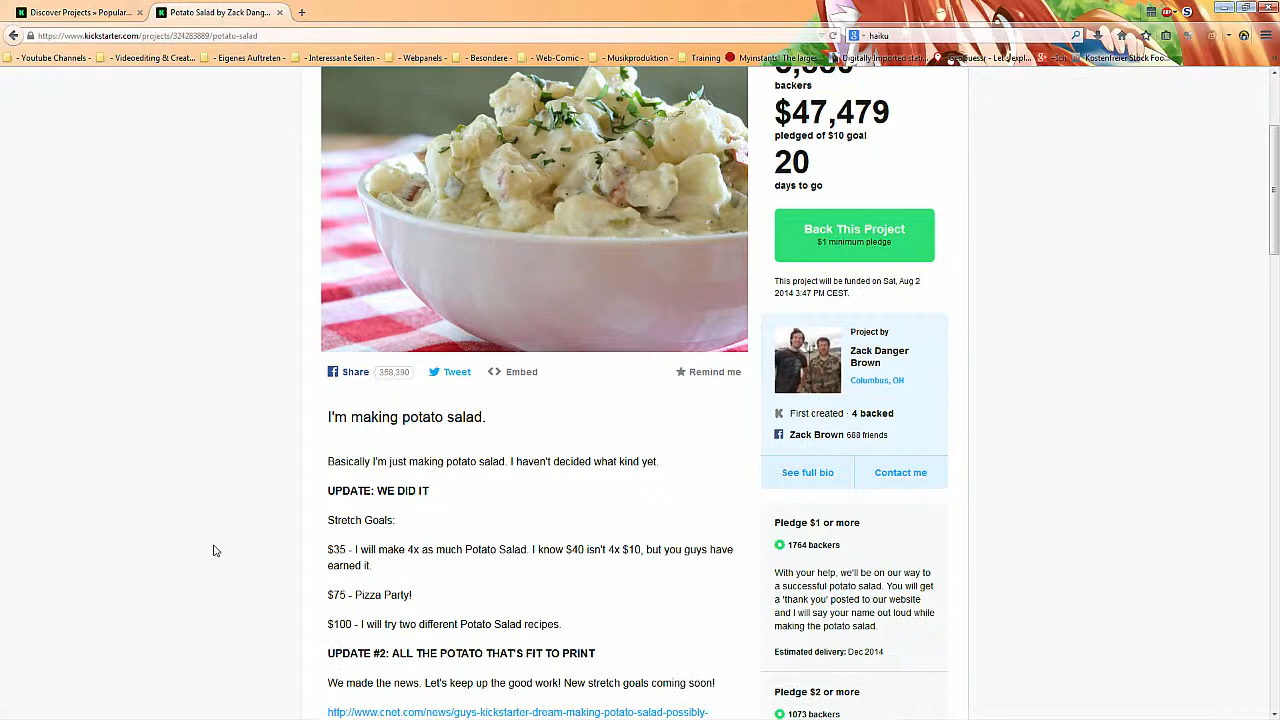 Discover Projects » Popular...
Potato Salad by Zack Dang...
https://www.kickstarter.com/projects/324283889/potato-salad
haiku
- Youtube Channels -
- Videoediting & Creat...
- Eigenes Auftreten -
- Interessante Seiten -
- Webpanels -
- Besondere -
- Web-Comic -
- Musikproduktion -
Training
Myinstants! The larges...
Digitally Imported
Kostenfreier Stock Foo...
backers
$47,479
pledged of $10 goal
20
days to go
Back This Project
$1 minimum pledge
This project will be funded on Sat, Aug 2
2014 3:47 PM CEST.
Project by
Zack Danger
Brown
Columbus, OH
First created · 4 backed
Zack Brown 688 friends
See full bio
Contact me
Share 358,390
Tweet
Embed
Remind me
I'm making potato salad.
Basically I'm just making potato salad. I haven't decided what kind yet.
UPDATE: WE DID IT
Stretch Goals:
$35 - I will make 4x as much Potato Salad. I know $40 isn't 4x $10, but you guys have
earned it.
$75 - Pizza Party!
$100 - I will try two different Potato Salad recipes.
UPDATE #2: ALL THE POTATO THAT'S FIT TO PRINT
We made the news. Let's keep up the good work! New stretch goals coming soon!
http://www.cnet.com/news/guys-kickstarter-dream-making-potato-salad-possibly-
Pledge $1 or more
1764 backers
With your help, we'll be on our way to
a successful potato salad. You will get
a 'thank you' posted to our website
and I will say your name out loud while
making the potato salad.
Estimated delivery: Dec 2014
Pledge $2 or more
1073 backers